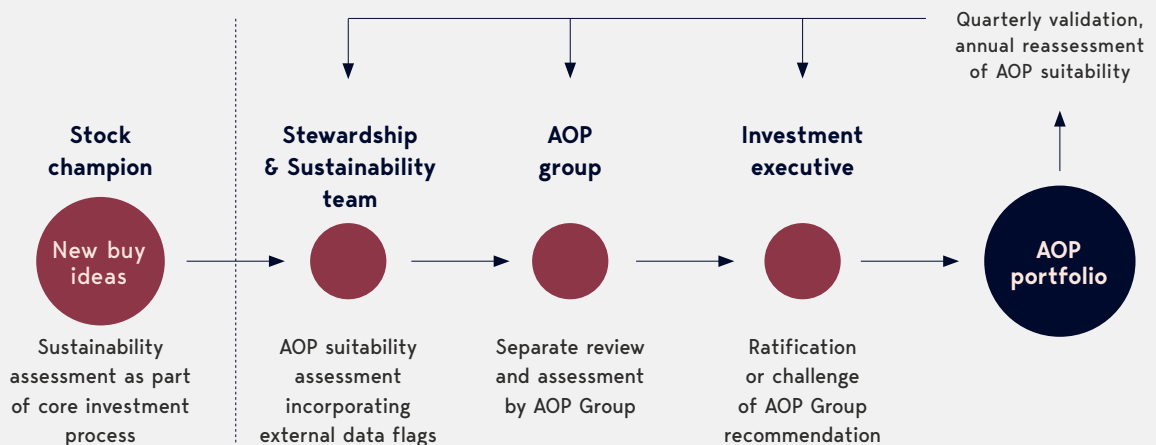 Quarterly validation,
annual reassessment
of AOP suitability
Stock
champion
New buy
ideas
Sustainability
assessment as part
of core investment
process
Stewardship
& Sustainability
team
AOP suitability
assessment
incorporating
external data flags
AOP
group
Separate review
and assessment
by AOP Group
Investment
executive
Ratification
or challenge
of AOP Group
recommendation
AOP
portfolio